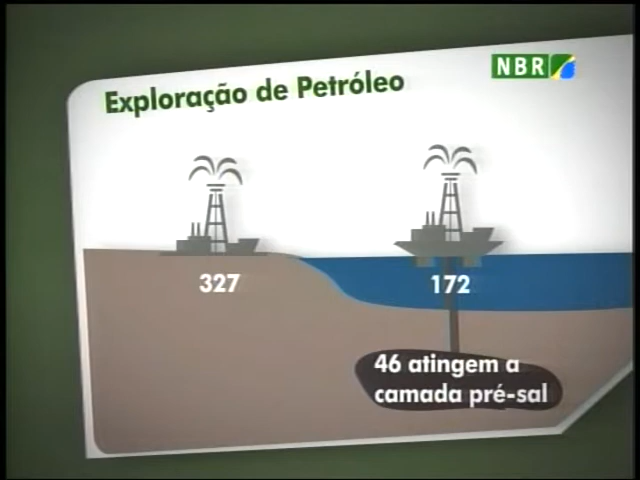 NBR
Exploração de Petróleo
327
172
46 atingem a
camada pré-sal